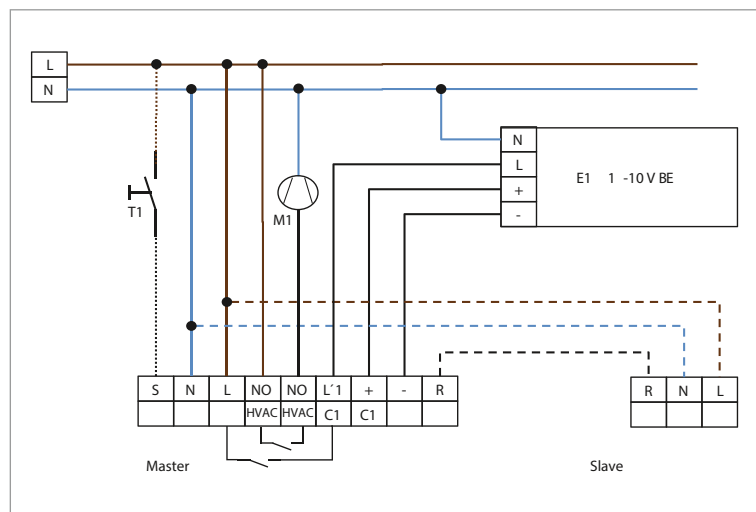 L
N
N
L
+
-
E1 1 -10 V BE
T1
M1
S N L NO NO L´1 + - R
HVAC HVAC C1 C1
R N L
Master
Slave